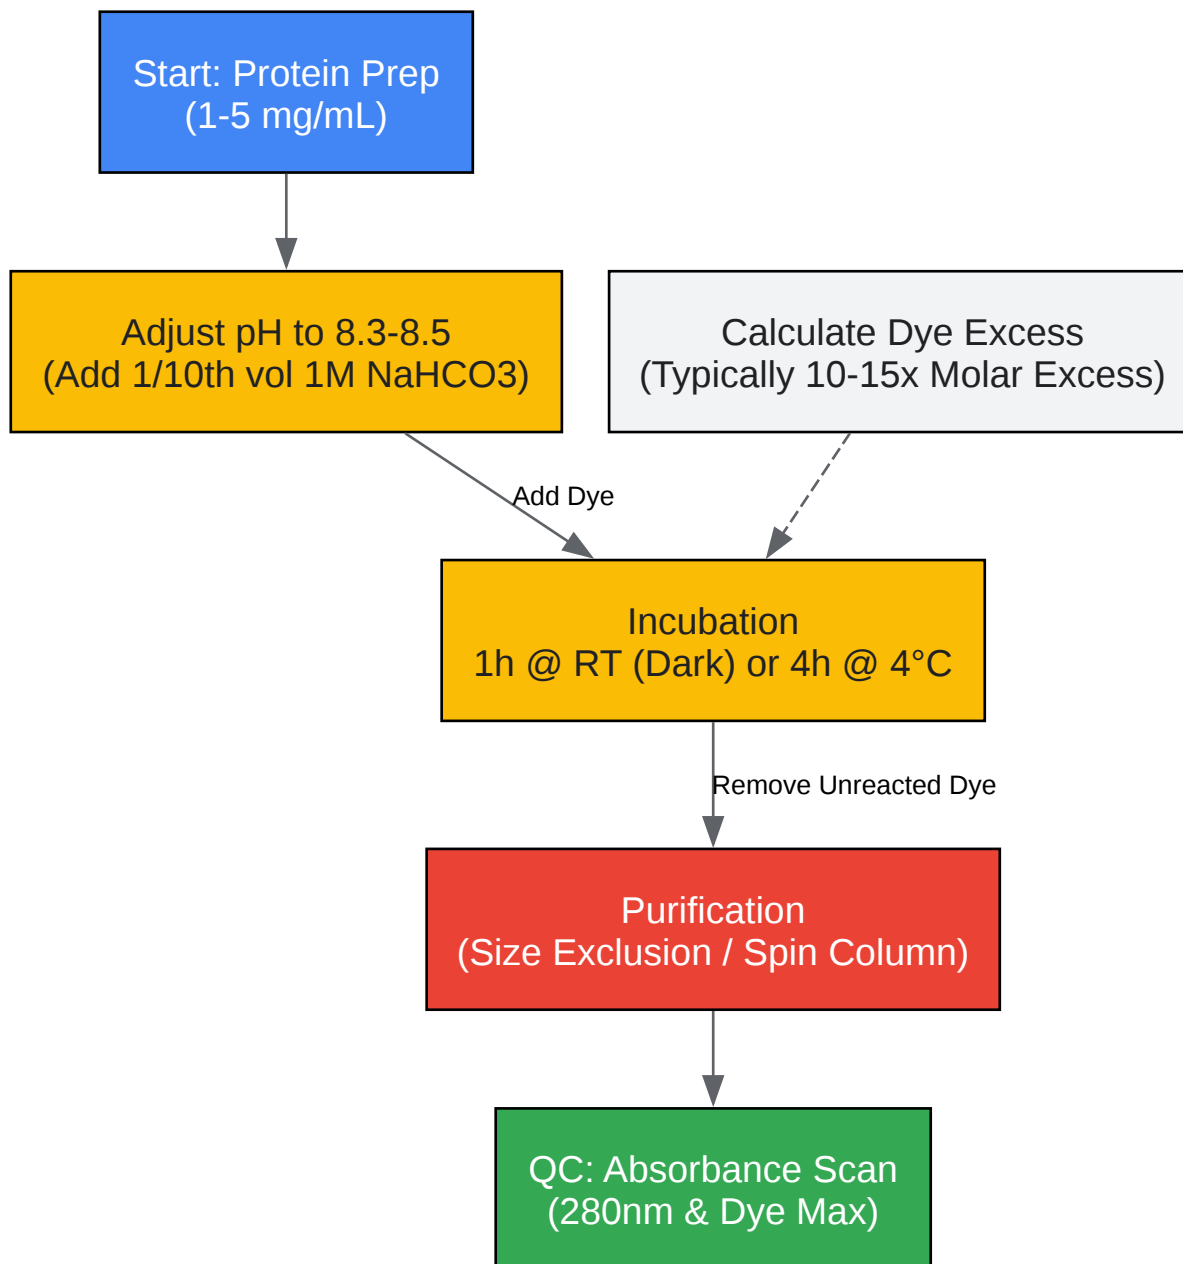 Start: Protein Prep
(1-5 mg/mL)
Adjust pH to 8.3-8.5
(Add 1/10th vol 1M NaHCO3)
Calculate Dye Excess
(Typically 10-15x Molar Excess)
Add Dye
Incubation
1h @ RT (Dark) or 4h @ 4°C
Remove Unreacted Dye
Purification
(Size Exclusion / Spin Column)
QC: Absorbance Scan
(280nm & Dye Max)